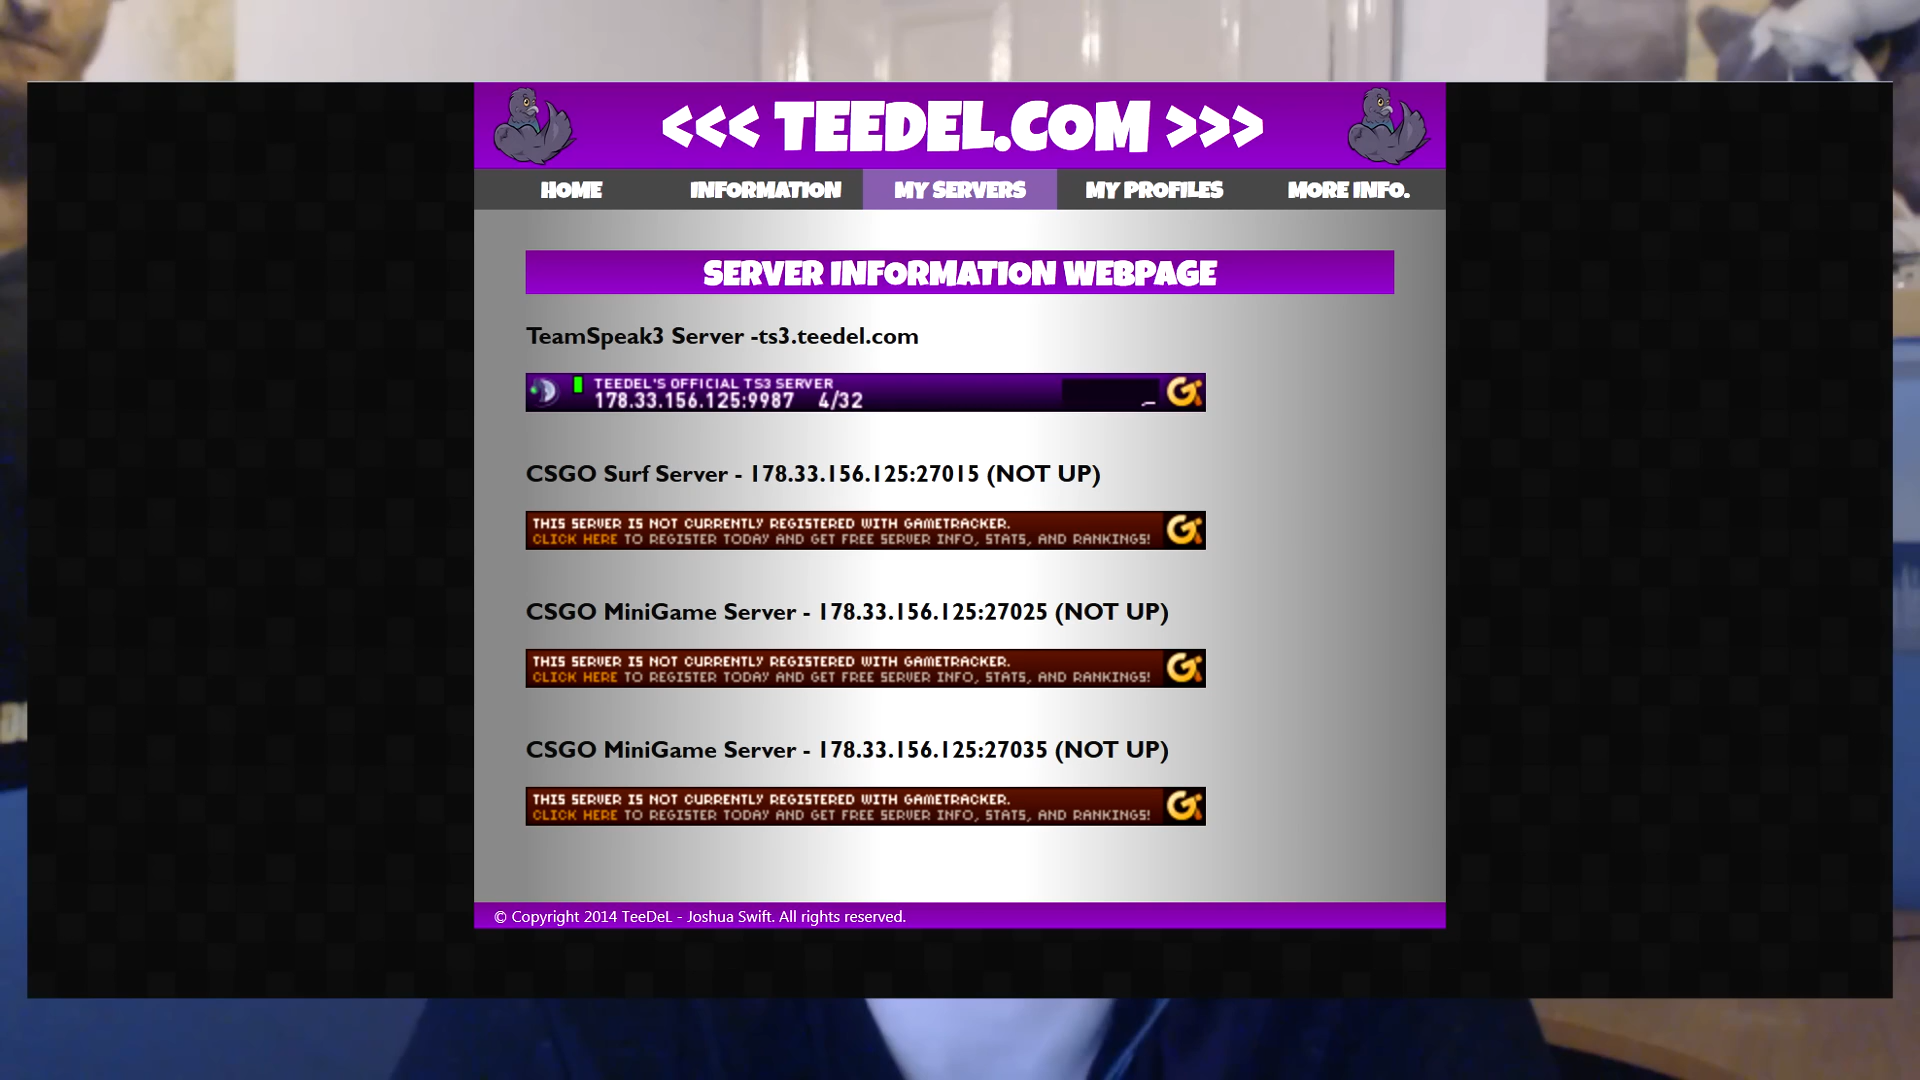 <<< TEEDEL.COM >>>
HOME INFORMATION MY SERVERS MY PROFILES MORE INFO.
SERVER INFORMATION WEBPAGE
TeamSpeak3 Server -ts3.teedel.com
TEEDEL'S OFFICIAL TS3 SERVER
178.33.156.125:9987 4/32
CSGO Surf Server - 178.33.156.125:27015 (NOT UP)
THIS SERVER IS NOT CURRENTLY REGISTERED WITH GAMETRACKER.
CLICK HERE TO REGISTER TODAY AND GET FREE SERVER INFO, STATS, AND RANKINGS!
CSGO MiniGame Server - 178.33.156.125:27025 (NOT UP)
THIS SERVER IS NOT CURRENTLY REGISTERED WITH GAMETRACKER.
CLICK HERE TO REGISTER TODAY AND GET FREE SERVER INFO, STATS, AND RANKINGS!
CSGO MiniGame Server - 178.33.156.125:27035 (NOT UP)
THIS SERVER IS NOT CURRENTLY REGISTERED WITH GAMETRACKER.
CLICK HERE TO REGISTER TODAY AND GET FREE SERVER INFO, STATS, AND RANKINGS!
© Copyright 2014 TeeDeL - Joshua Swift. All rights reserved.